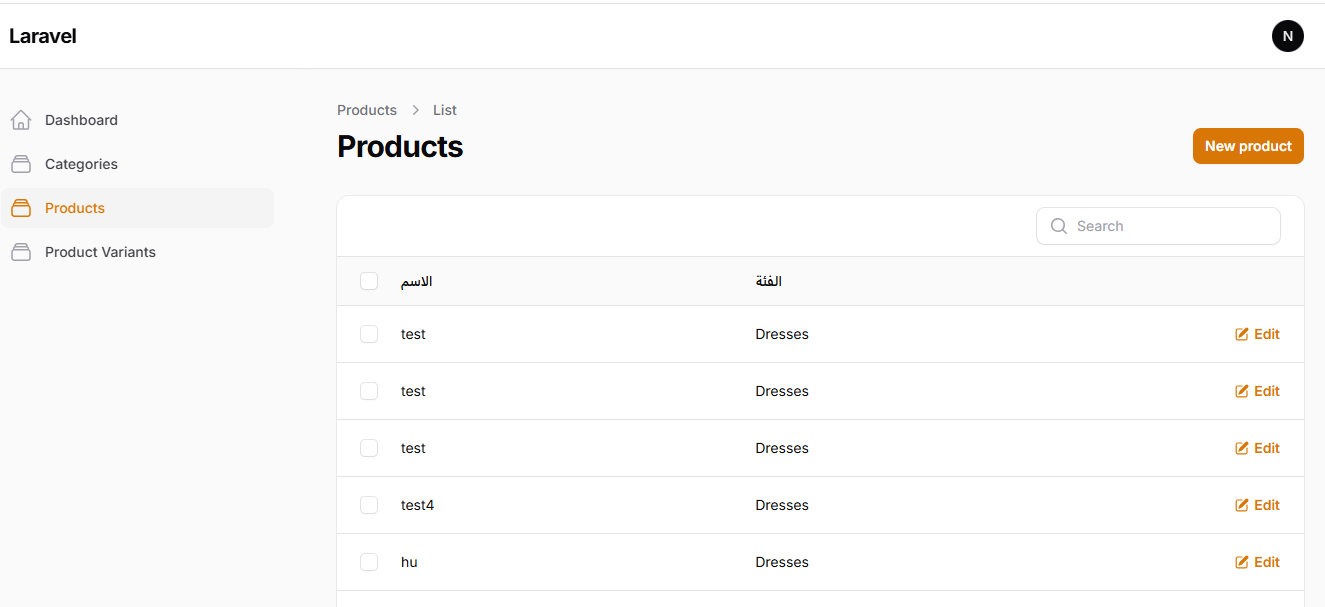 Laravel
N
Dashboard
Categories
Products
Product Variants
Products > List
Products
New product
Search
الاسم الفئة
test Dresses Edit
test Dresses Edit
test Dresses Edit
test4 Dresses Edit
hu Dresses Edit